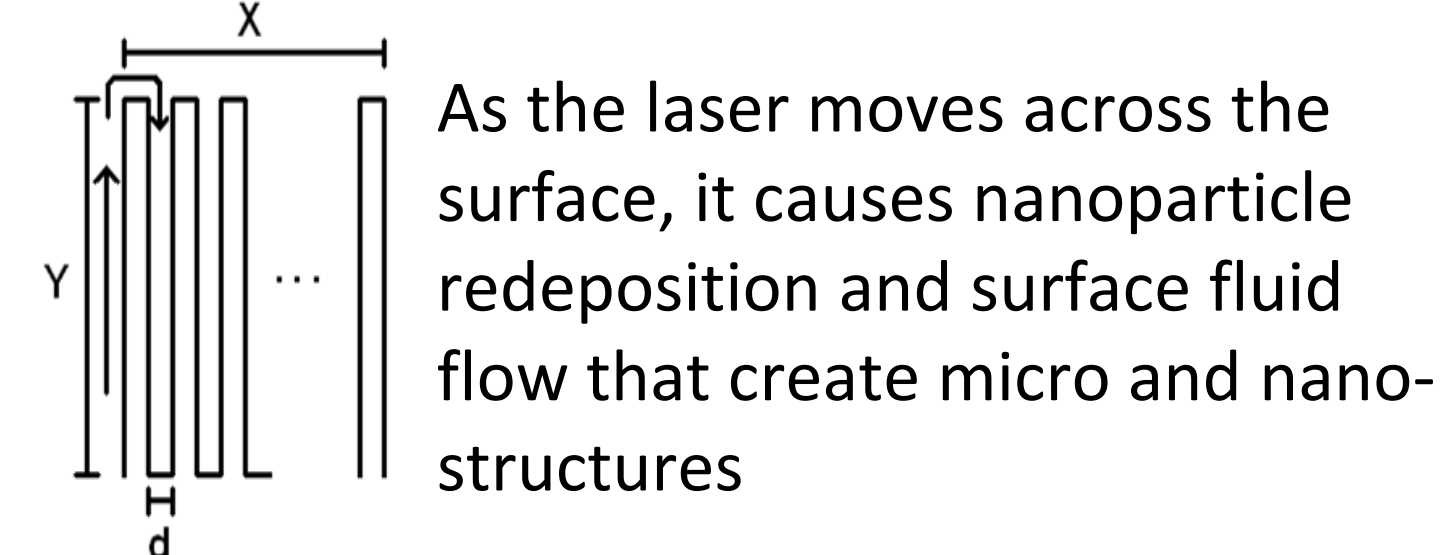 X
As the laser moves across the
surface, it causes nanoparticle
Y
redeposition and surface fluid
...
flow that create micro and nano-
structures
d